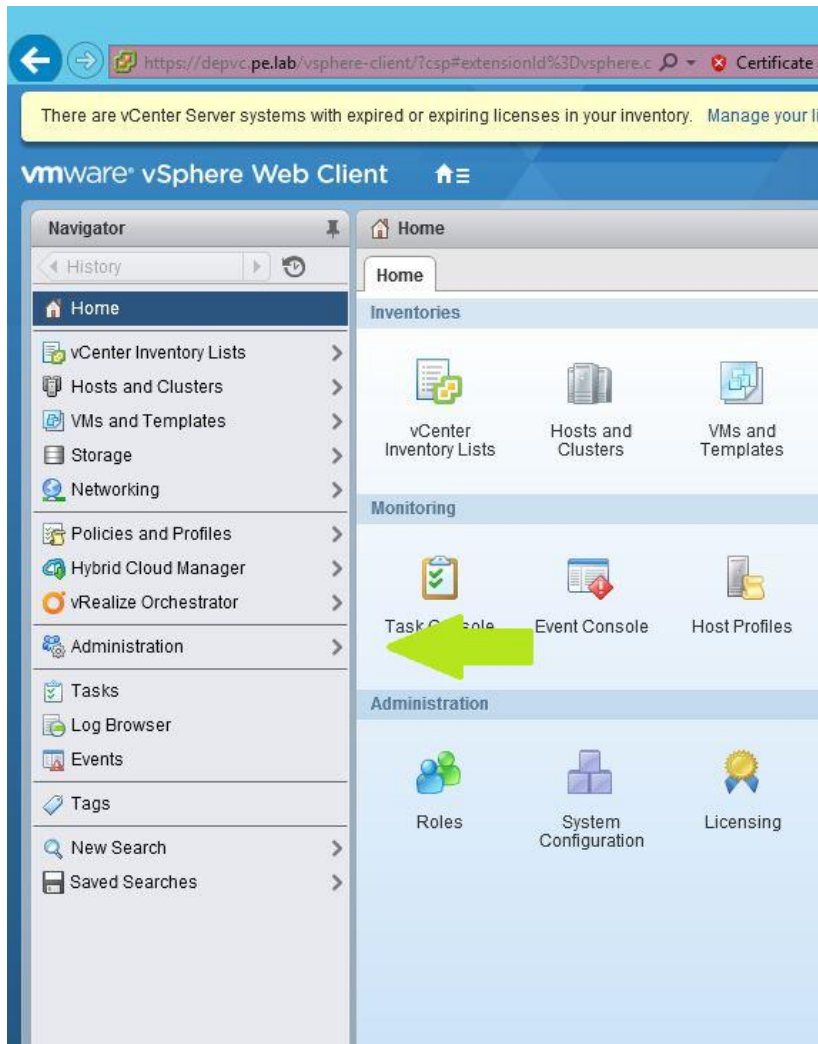 https://depvc.pe.lab/vsphere-client/?csp#extensionId%3Dvsphere.c
Certificate
There are vCenter Server systems with expired or expiring licenses in your inventory. Manage your li
vmware® vSphere Web Client
Navigator
History
Home
vCenter Inventory Lists
Hosts and Clusters
VMs and Templates
Storage
Networking
Policies and Profiles
Hybrid Cloud Manager
vRealize Orchestrator
Administration
Tasks
Log Browser
Events
Tags
New Search
Saved Searches
Home
Home
Inventories
vCenter
Inventory Lists
Hosts and
Clusters
VMs and
Templates
Monitoring
Task Console
Event Console
Host Profiles
Administration
Roles
System
Configuration
Licensing